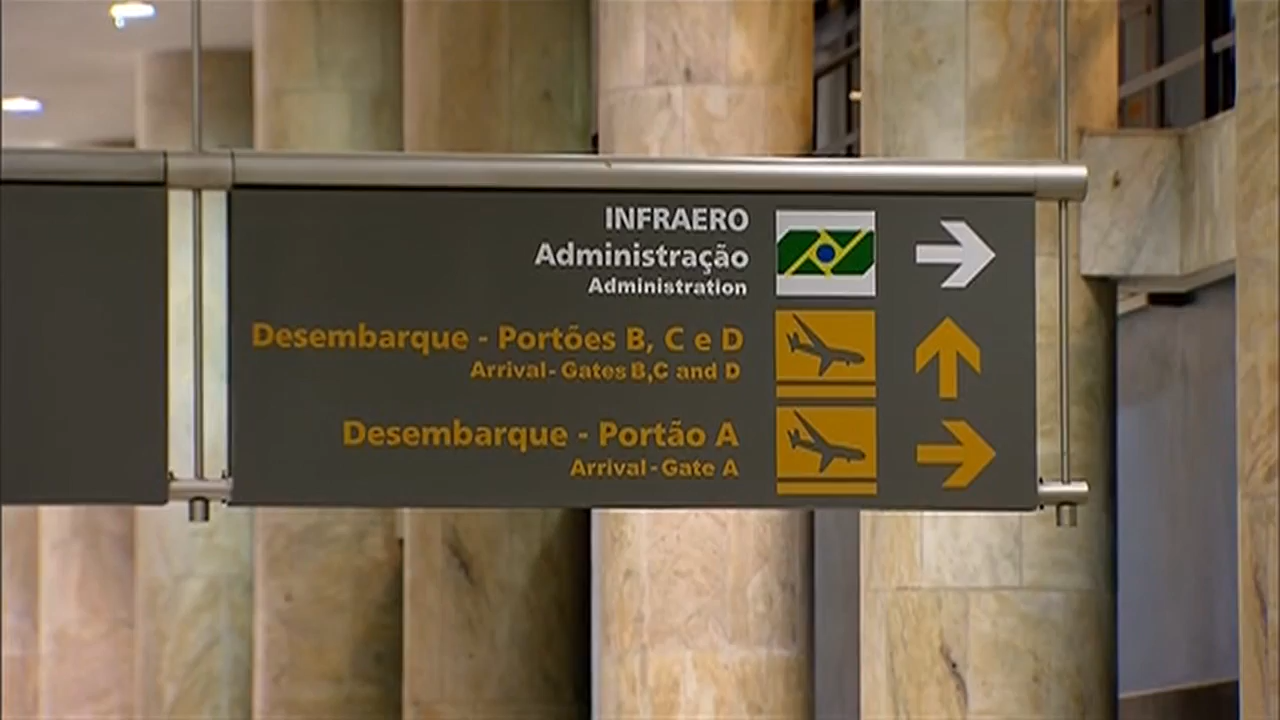 INFRAERO
Administração
Administration
Desembarque - Portões B, C e D
Arrival - Gates B,C and D
Desembarque - Portão A
Arrival - Gate A